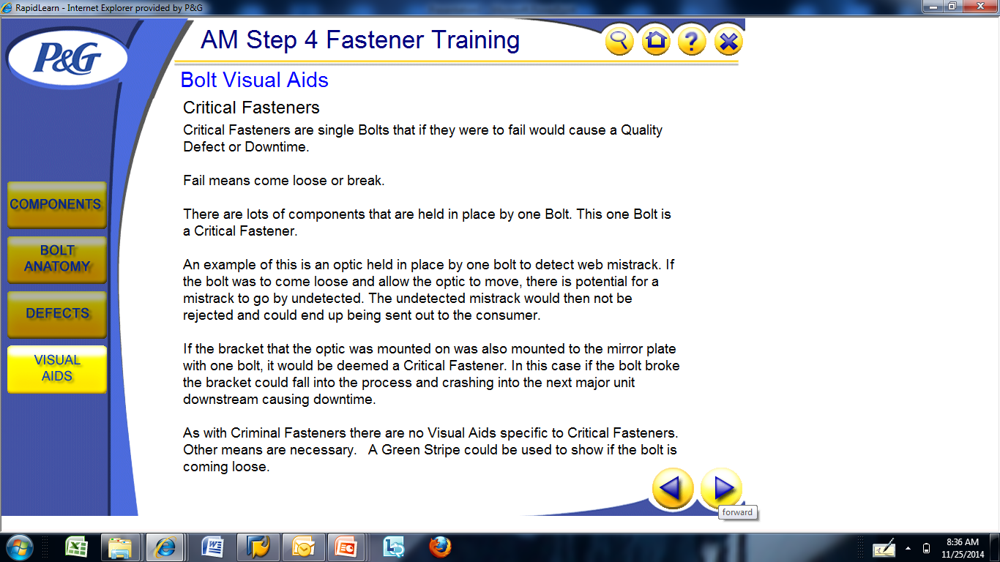 RapidLearn - Internet Explorer provided by P&G
P&G
AM Step 4 Fastener Training
Bolt Visual Aids
Critical Fasteners
Critical Fasteners are single Bolts that if they were to fail would cause a Quality
Defect or Downtime.
Fail means come loose or break.
There are lots of components that are held in place by one Bolt. This one Bolt is
a Critical Fastener.
An example of this is an optic held in place by one bolt to detect web mistrack. If
the bolt was to come loose and allow the optic to move, there is potential for a
mistrack to go by undetected. The undetected mistrack would then not be
rejected and could end up being sent out to the consumer.
If the bracket that the optic was mounted on was also mounted to the mirror plate
with one bolt, it would be deemed a Critical Fastener. In this case if the bolt broke
the bracket could fall into the process and crashing into the next major unit
downstream causing downtime.
As with Criminal Fasteners there are no Visual Aids specific to Critical Fasteners.
Other means are necessary.   A Green Stripe could be used to show if the bolt is
coming loose.
COMPONENTS
BOLT
ANATOMY
DEFECTS
VISUAL
AIDS
forward
8:36 AM
11/25/2014